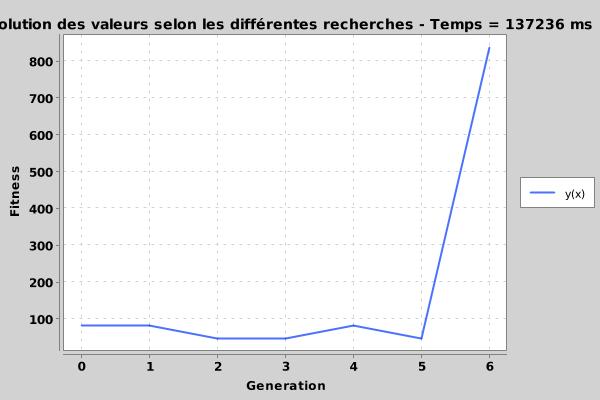 olution des valeurs selon les différentes recherches - Temps = 137236 ms
800
700
600
500
400
300
200
100
Fitness
0 1 2 3 4 5 6
Generation
y(x)